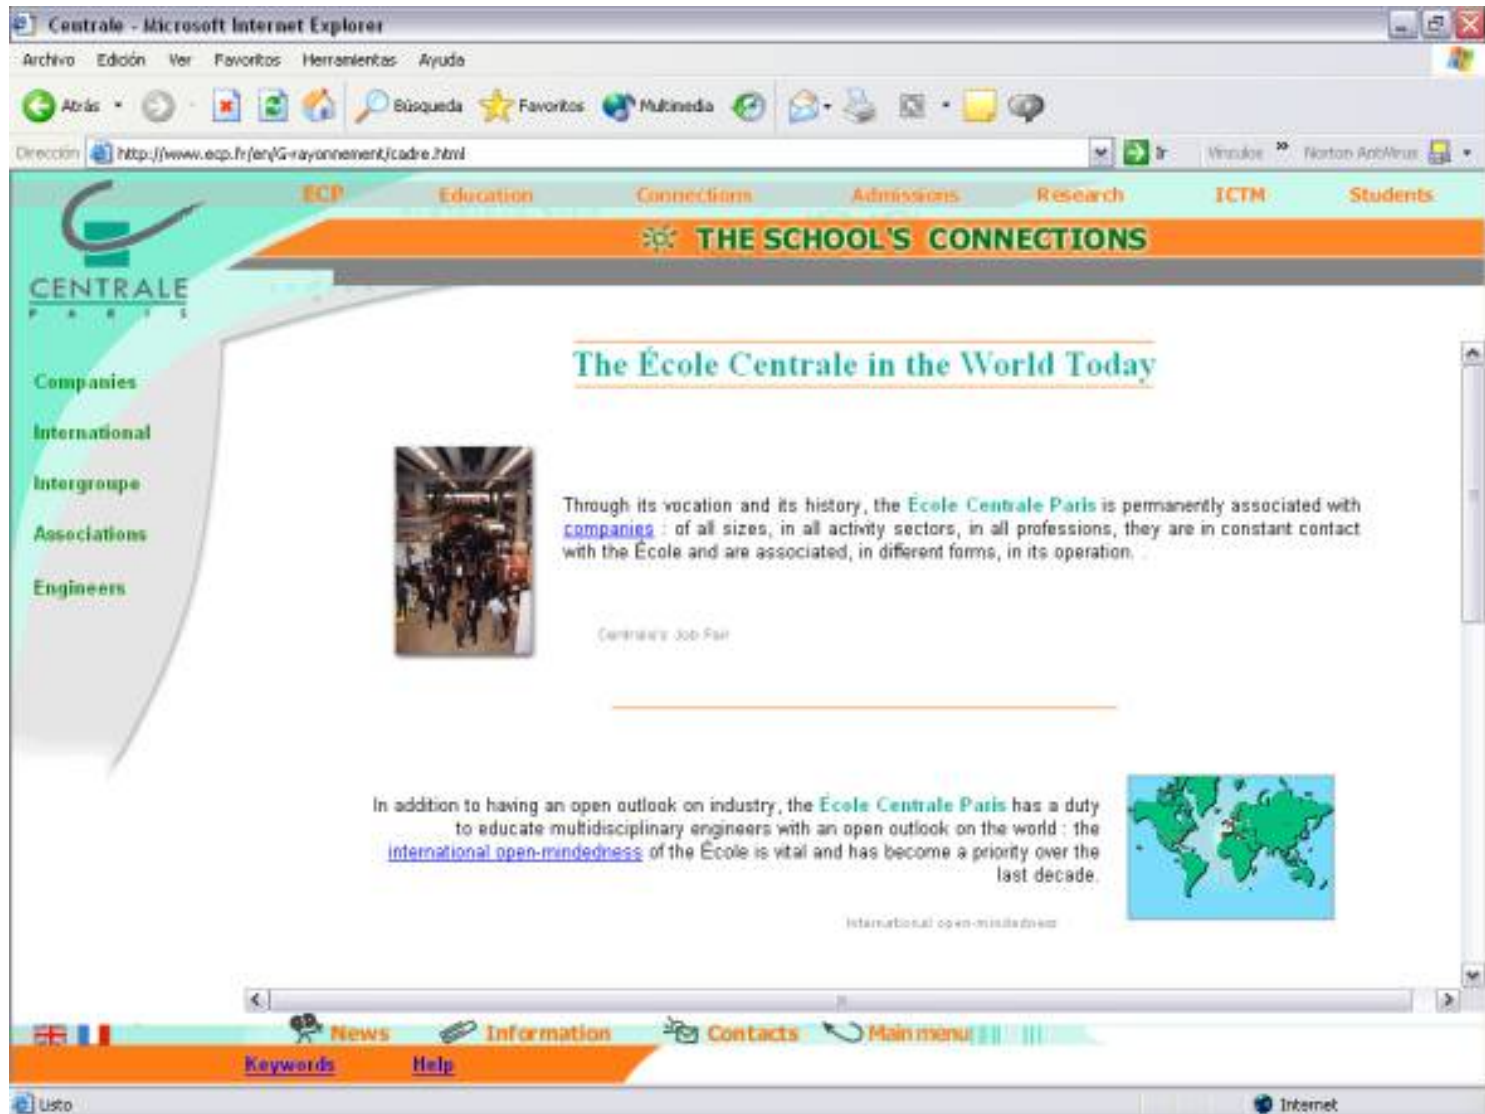 Centrale - Microsoft Internet Explorer
Archivo Edición Ver Favoritos Herramientas Ayuda
Atrás Búsqueda Favoritos Multimedia
Dirección http://www.ecp.fr/en/G-rayonnement/cadre.html Ir Vínculos » Norton AntiVirus
ECP Education Connections Admissions Research ICTM Students
THE SCHOOL'S CONNECTIONS
CENTRALE
PARIS
The École Centrale in the World Today
Companies
International
Intergroupe
Associations
Engineers
Through its vocation and its history, the École Centrale Paris is permanently associated with
companies : of all sizes, in all activity sectors, in all professions, they are in constant contact
with the École and are associated, in different forms, in its operation.
Centrale's Job Fair
In addition to having an open outlook on industry, the École Centrale Paris has a duty
to educate multidisciplinary engineers with an open outlook on the world : the
international open-mindedness of the École is vital and has become a priority over the
last decade.
International open-mindedness
News Information Contacts Main menu
Keywords Help
Listo Internet